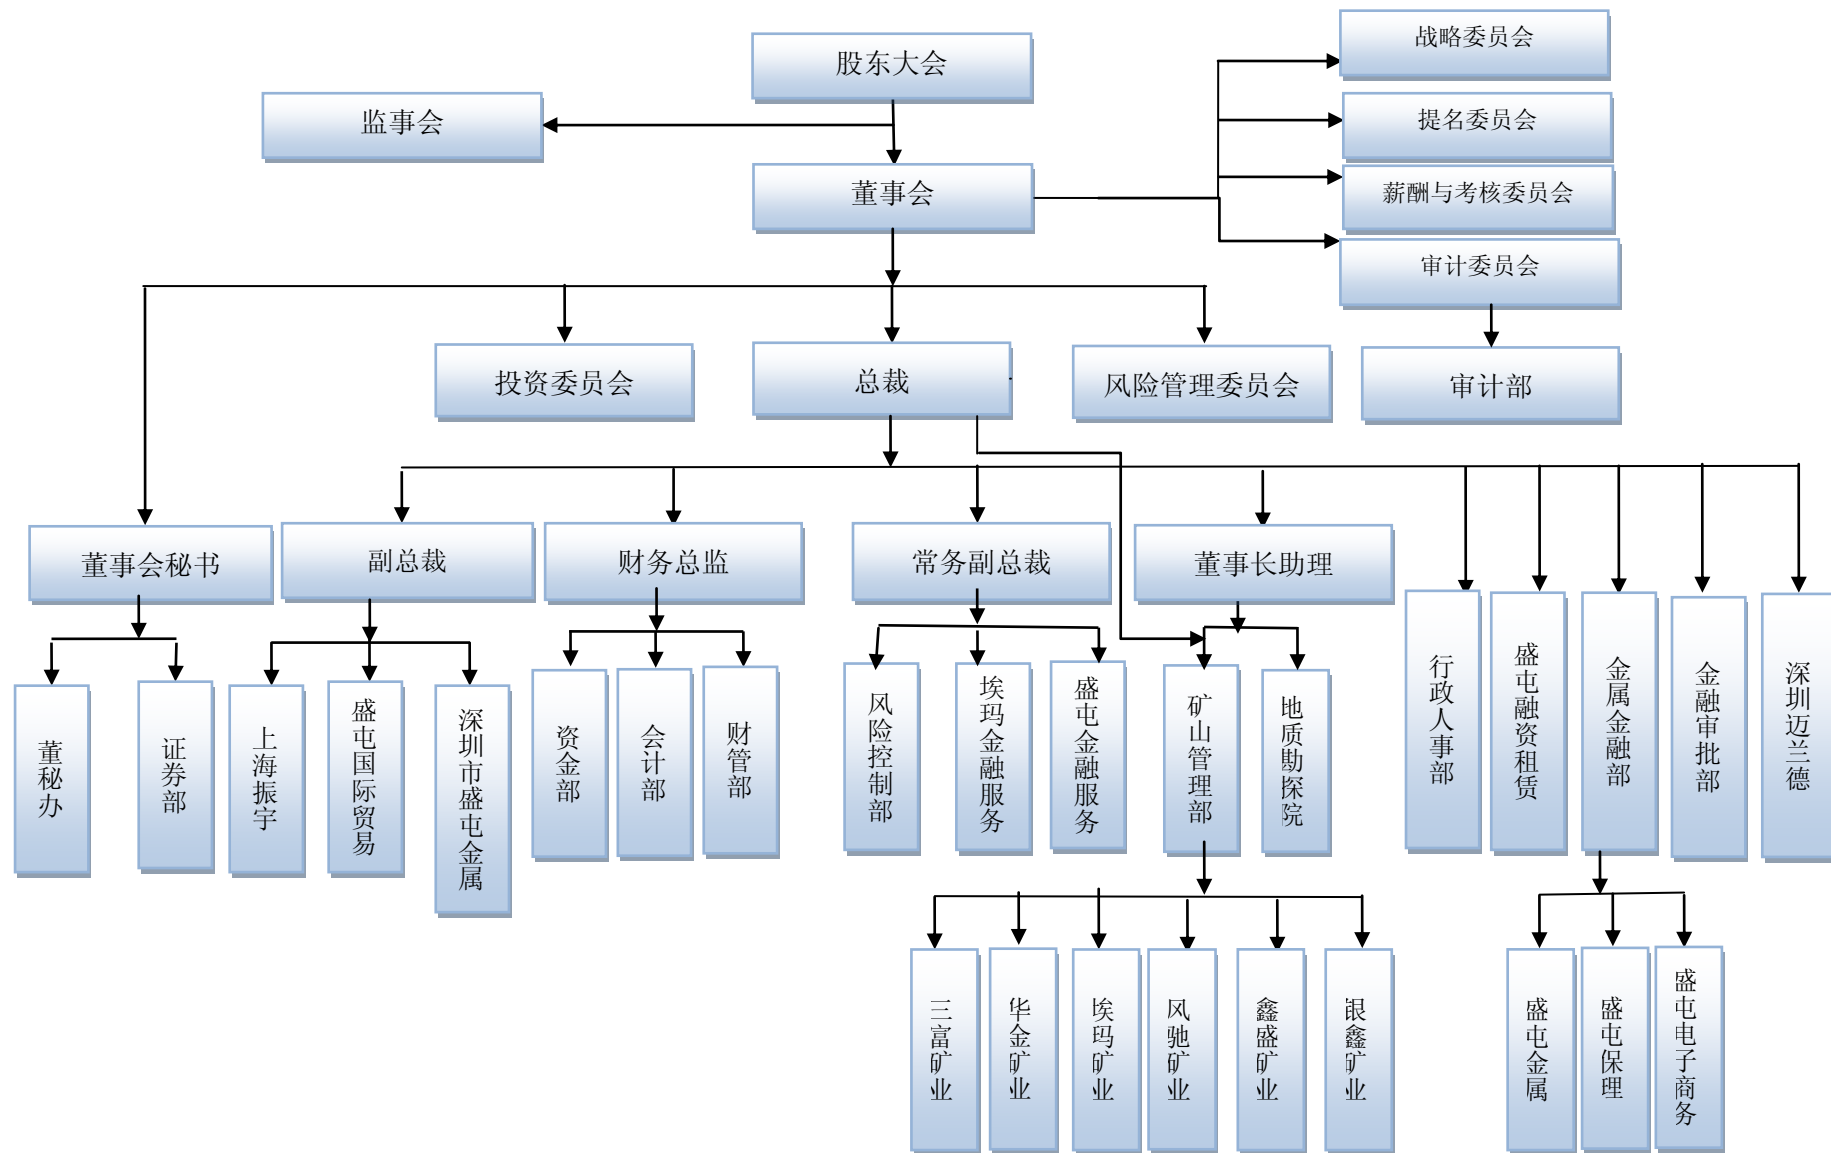 股东大会
监事会
董事会
战略委员会
提名委员会
薪酬与考核委员会
审计委员会
投资委员会
总裁
风险管理委员会
审计部
董事会秘书
副总裁
财务总监
常务副总裁
董事长助理
董秘办
证券部
上海振宇
盛屯国际贸易
深圳市盛屯金属
资金部
会计部
财管部
风险控制部
埃玛金融服务
盛屯金融服务
矿山管理部
地质勘探院
行政人事部
盛屯融资租赁
金属金融部
金融审批部
深圳迈兰德
三富矿业
华金矿业
埃玛矿业
风驰矿业
鑫盛矿业
银鑫矿业
盛屯金属
盛屯保理
盛屯电子商务